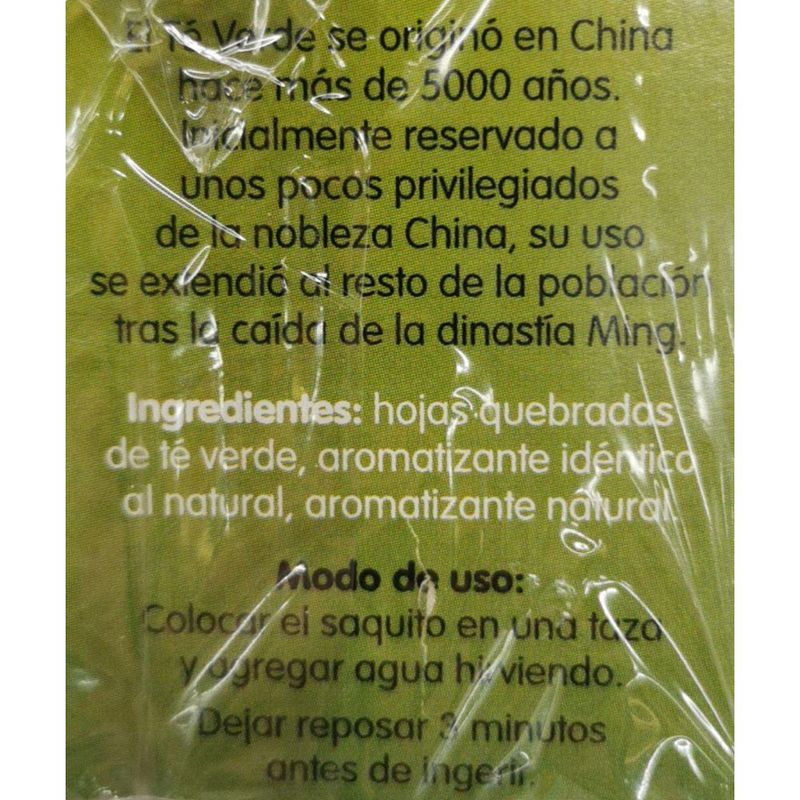 El Té Verde se originó en China
hace más de 5000 años.
Inicialmente reservado a
unos pocos privilegiados
de la nobleza China, su uso
se extendió al resto de la población
tras la caída de la dinastía Ming.
Ingredientes: hojas quebradas
de té verde, aromatizante idéntico
al natural, aromatizante natural.
Modo de uso:
Colocar el saquito en una taza
y agregar agua hirviendo.
Dejar reposar 3 minutos
antes de ingerir.